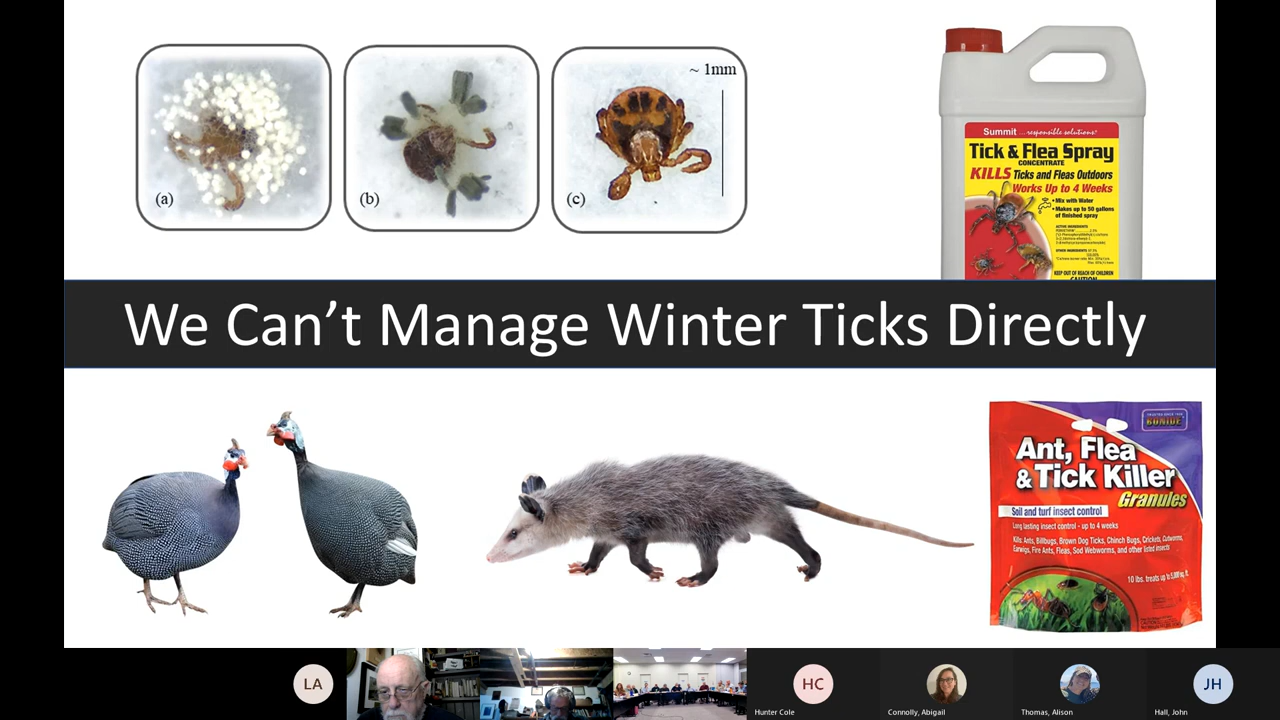 ~ 1mm
(a)
(b)
(c)
Summit ...responsible solutions
Tick & Flea Spray
CONCENTRATE
KILLS Ticks and Fleas Outdoors
Works Up to 4 Weeks
• Mix with Water
• Makes up to 50 gallons
of finished spray
ACTIVE INGREDIENTS
KEEP OUT OF REACH OF CHILDREN
CAUTION
We Can’t Manage Winter Ticks Directly
BONIDE
Ant, Flea
& Tick Killer
Granules
Soil and turf insect control
Long lasting insect control - up to 4 weeks
Kills Ants, Billbugs, Brown Dog Ticks, Chinch Bugs, Crickets, Cutworms,
Earwigs, Fire Ants, Fleas, Sod Webworms, and other listed insects
10 lbs. treats up to 5,000 sq. ft.
LA
HC
JH
Hunter Cole
Connolly, Abigail
Thomas, Alison
Hall, John